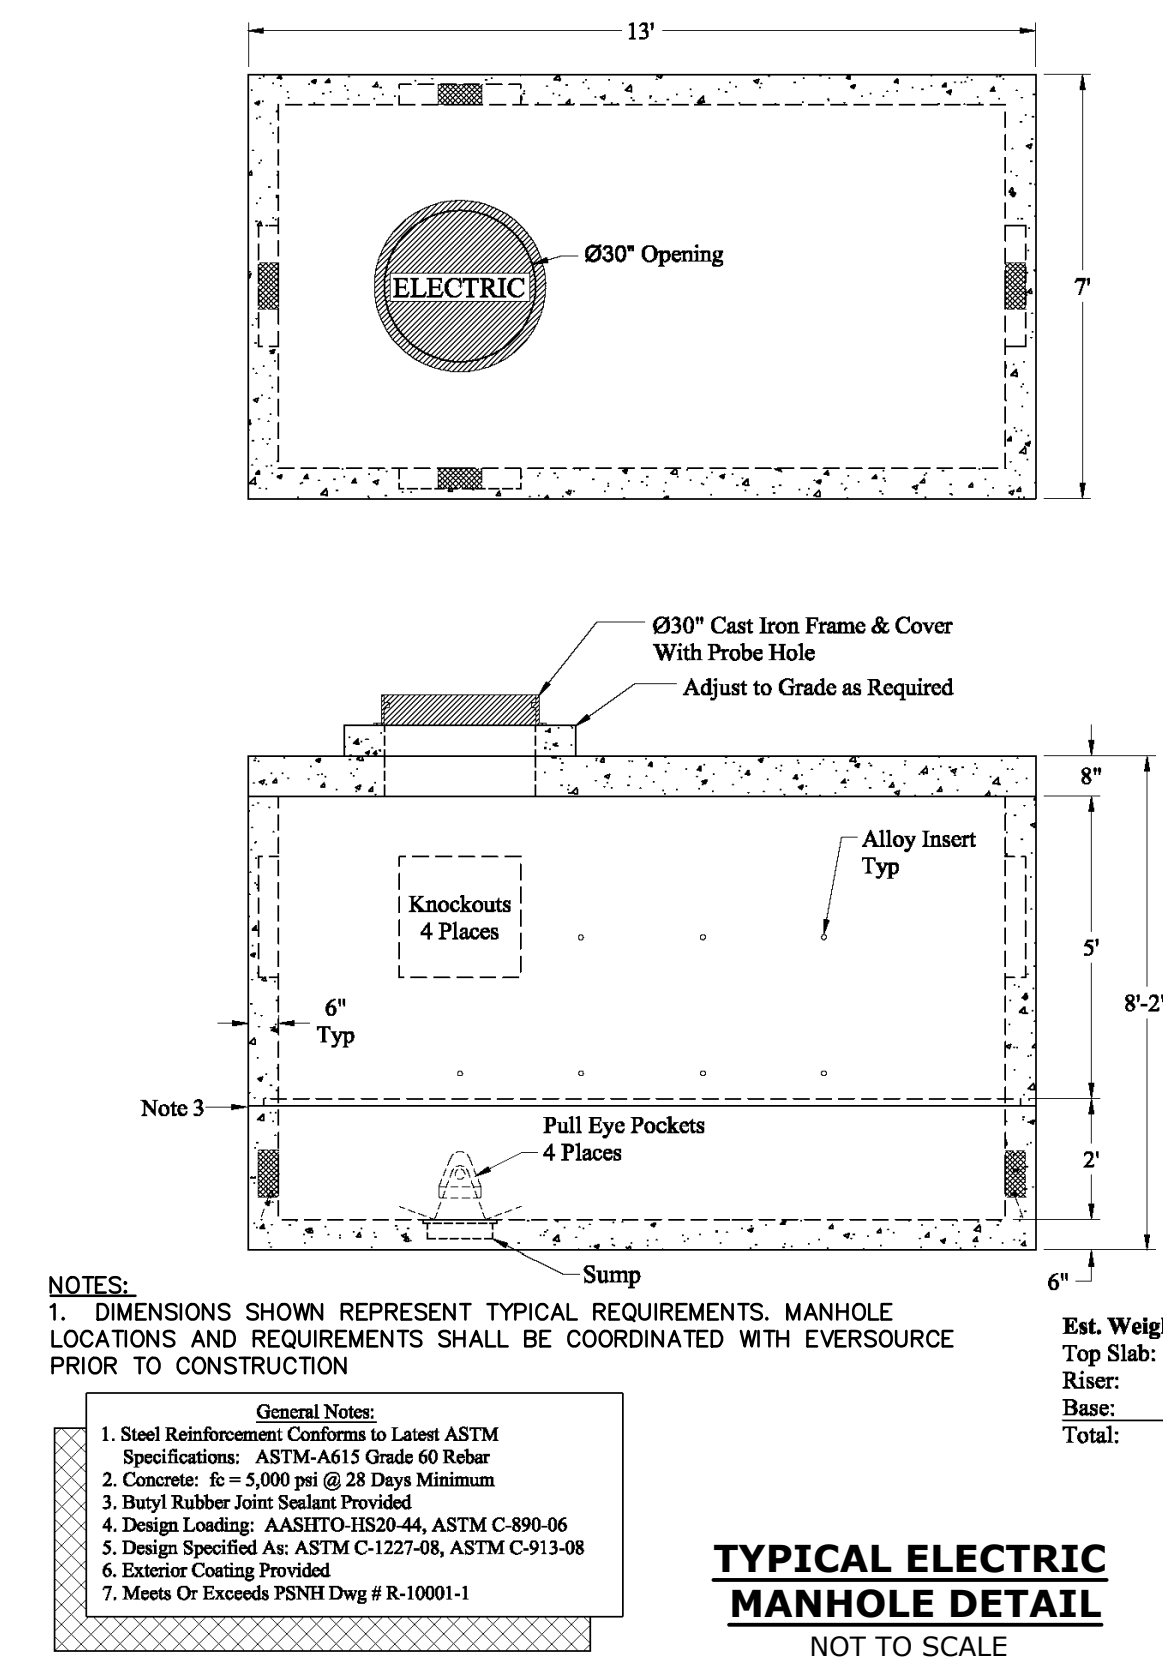 13'
Ø30" Opening
ELECTRIC
7'
Ø30" Cast Iron Frame & Cover
With Probe Hole
Adjust to Grade as Required
8"
Alloy Insert
Typ
Knockouts
4 Places
5'
8'-2"
6"
Typ
Note 3
Pull Eye Pockets
4 Places
2'
Sump
6"
NOTES:
1. DIMENSIONS SHOWN REPRESENT TYPICAL REQUIREMENTS. MANHOLE
LOCATIONS AND REQUIREMENTS SHALL BE COORDINATED WITH EVERSOURCE
PRIOR TO CONSTRUCTION
Est. Weigh
Top Slab:
Riser:
Base:
Total:
General Notes:
1. Steel Reinforcement Conforms to Latest ASTM
Specifications: ASTM-A615 Grade 60 Rebar
2. Concrete: fc = 5,000 psi @ 28 Days Minimum
3. Butyl Rubber Joint Sealant Provided
4. Design Loading: AASHTO-HS20-44, ASTM C-890-06
5. Design Specified As: ASTM C-1227-08, ASTM C-913-08
6. Exterior Coating Provided
7. Meets Or Exceeds PSNH Dwg # R-10001-1
TYPICAL ELECTRIC
MANHOLE DETAIL
NOT TO SCALE